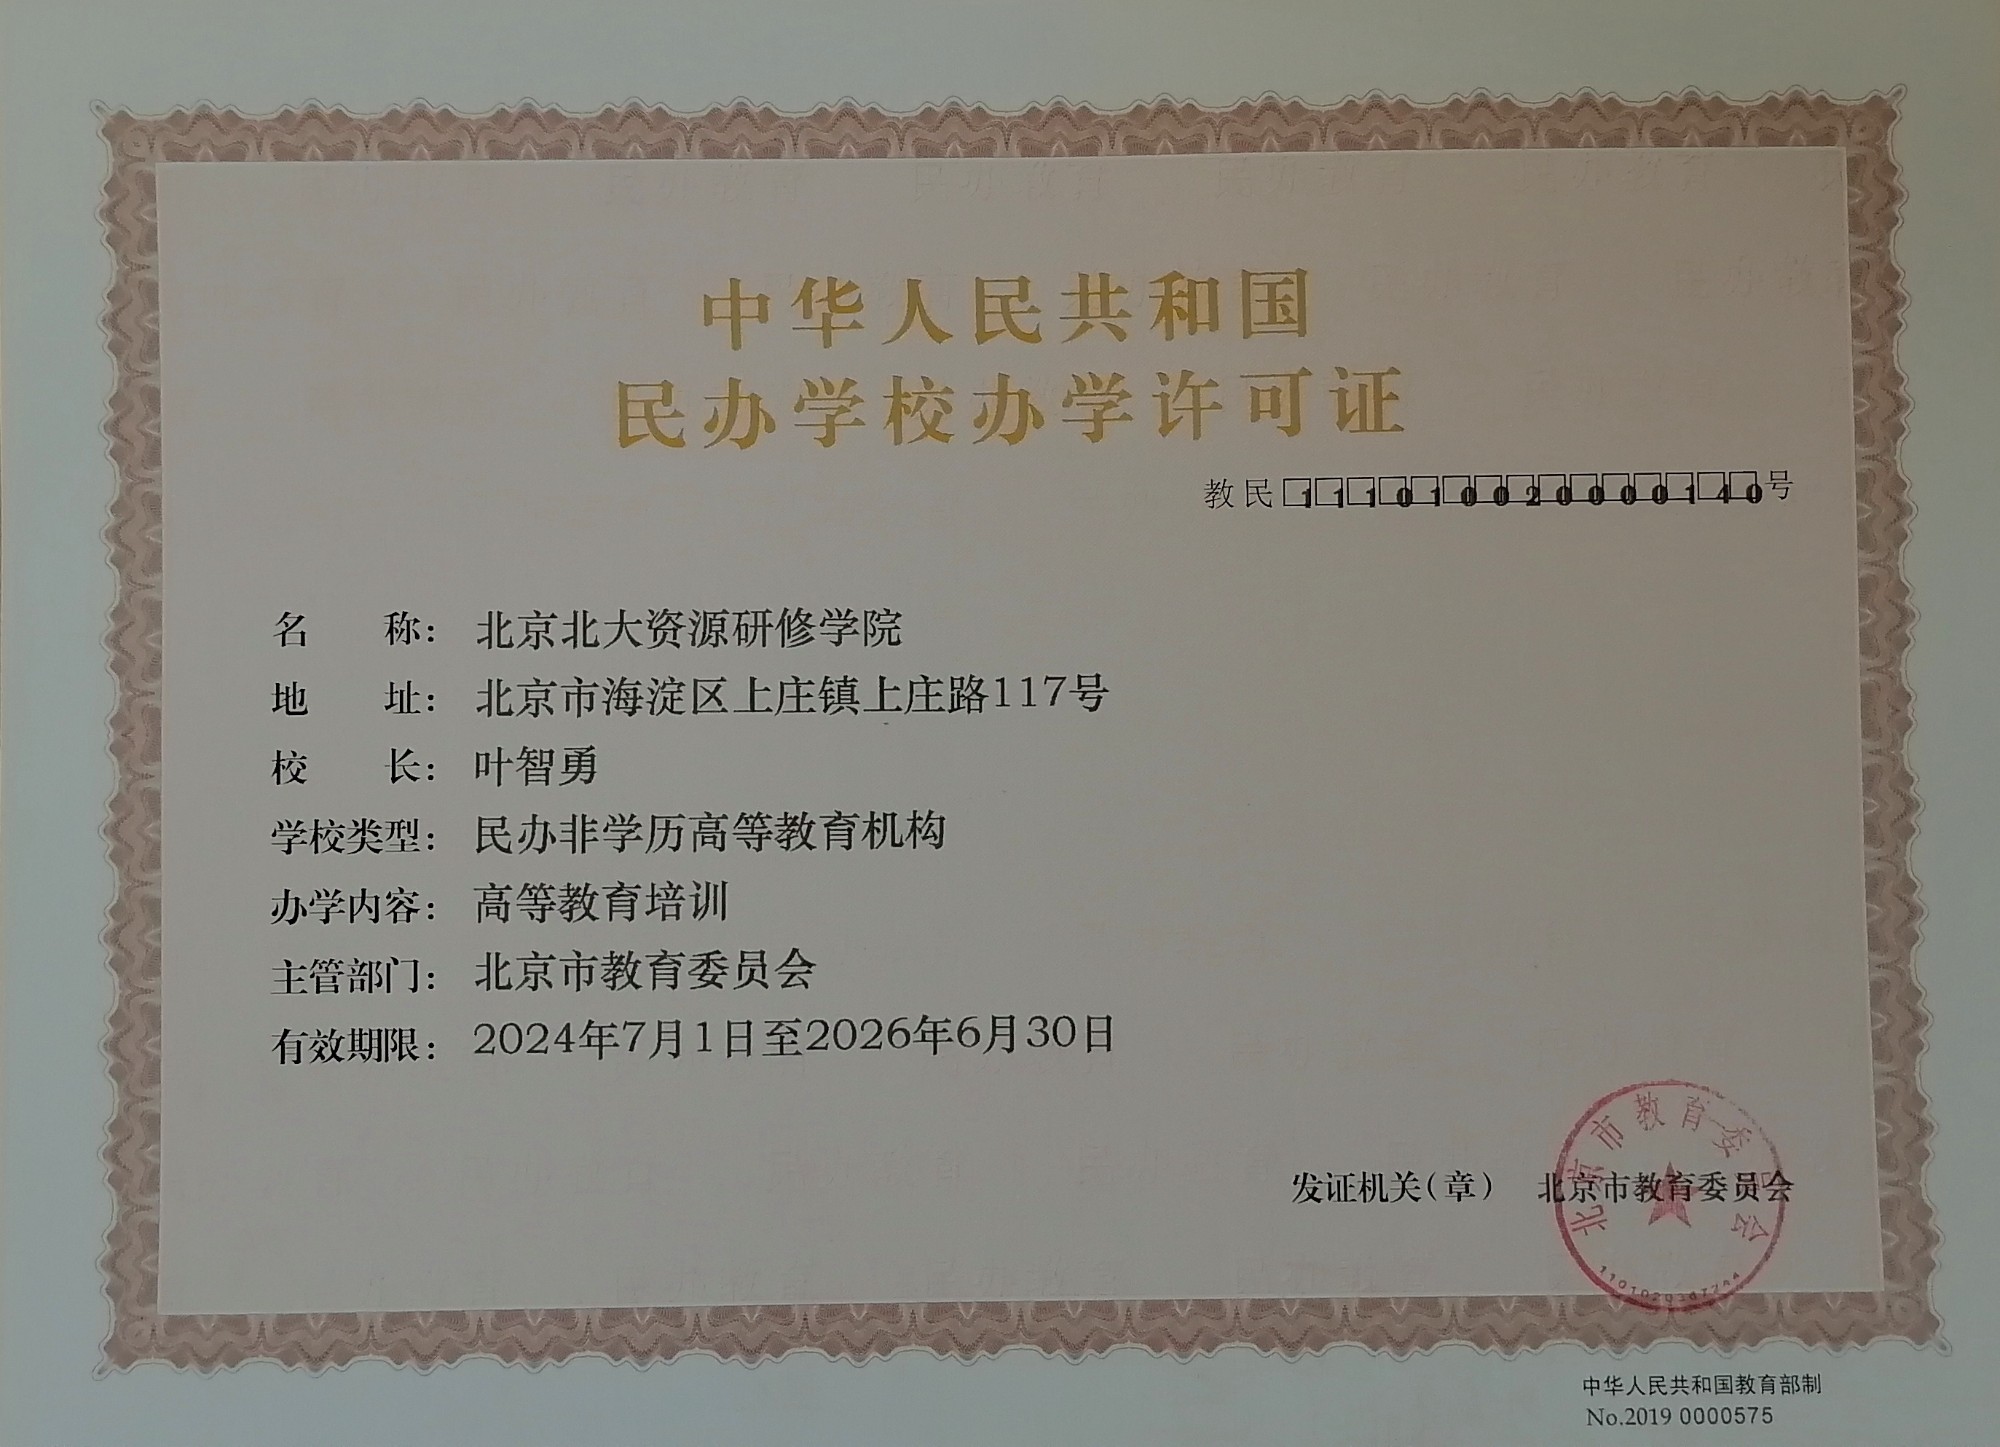 中华人民共和国
民办学校办学许可证
教民111010020000140号
名称：北京北大资源研修学院
地址：北京市海淀区上庄镇上庄路117号
校长：叶智勇
学校类型：民办非学历高等教育机构
办学内容：高等教育培训
主管部门：北京市教育委员会
有效期限：2024年7月1日至2026年6月30日
发证机关（章） 北京市教育委员会
北京市教育委员会
中华人民共和国教育部制
No.2019 0000575